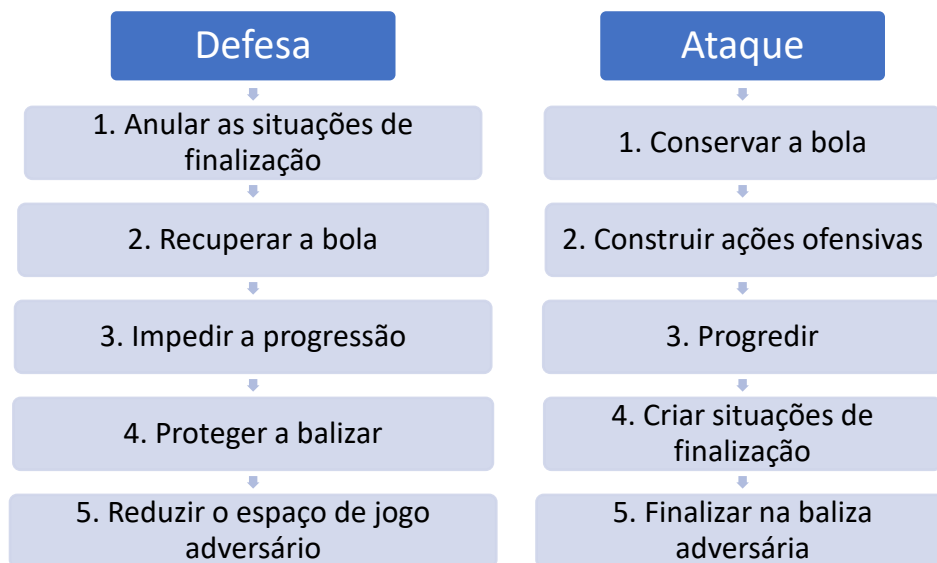 Defesa
1. Anular as situações de
finalização
2. Recuperar a bola
3. Impedir a progressão
4. Proteger a balizar
5. Reduzir o espaço de jogo
adversário
Ataque
1. Conservar a bola
2. Construir ações ofensivas
3. Progredir
4. Criar situações de
finalização
5. Finalizar na baliza
adversária